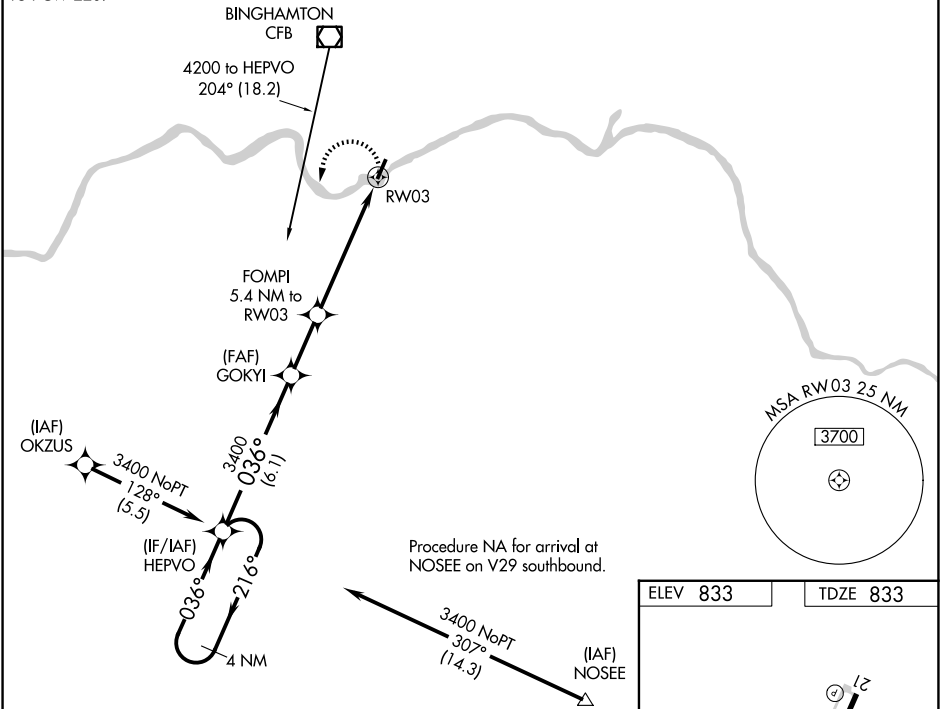 BINGHAMTON
CFB
4200 to HEPVO
204° (18.2)
RW03
FOMPI
5.4 NM to
RW03
(FAF)
GOKYI
(IAF)
OKZUS
3400 NoPT
128°
(5.5)
3400
036°
(6.1)
(IF/IAF)
HEPVO
036°
216°
4 NM
MSA RW03 25 NM
3700
Procedure NA for arrival at
NOSEE on V29 southbound.
3400 NoPT
307°
(14.3)
(IAF)
NOSEE
ELEV 833
TDZE 833
P
21